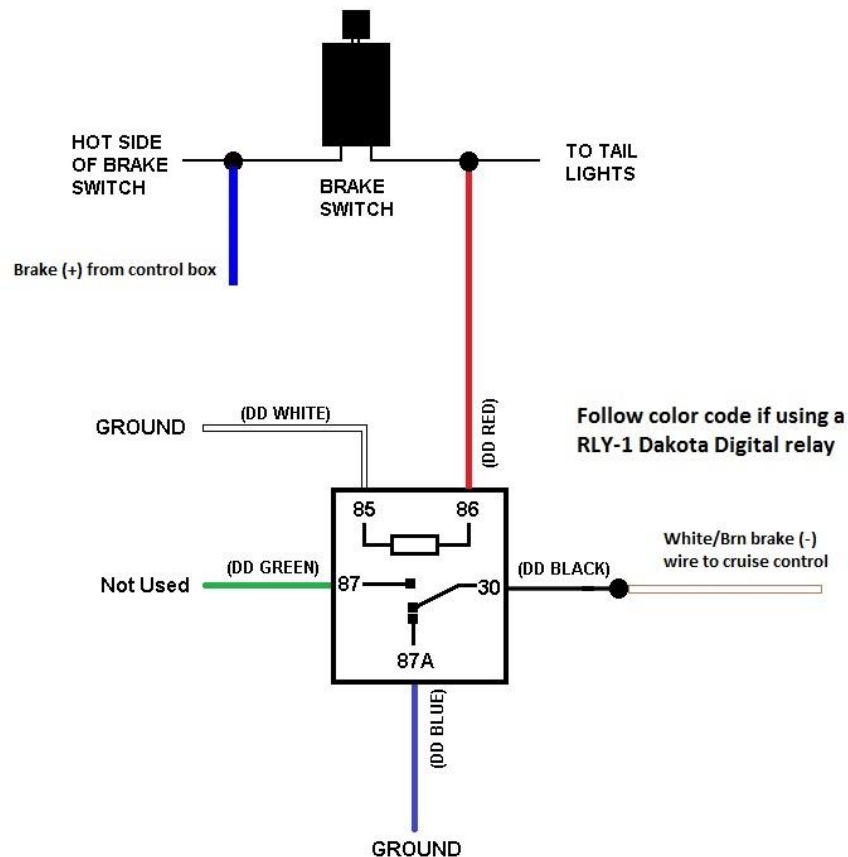 HOT SIDE
OF BRAKE
SWITCH
BRAKE
SWITCH
TO TAIL
LIGHTS
Brake (+) from control box
GROUND
(DD WHITE)
(DD RED)
Follow color code if using a
RLY-1 Dakota Digital relay
85
86
White/Brn brake (-)
wire to cruise control
Not Used
(DD GREEN)
87
30
(DD BLACK)
87A
(DD BLUE)
GROUND